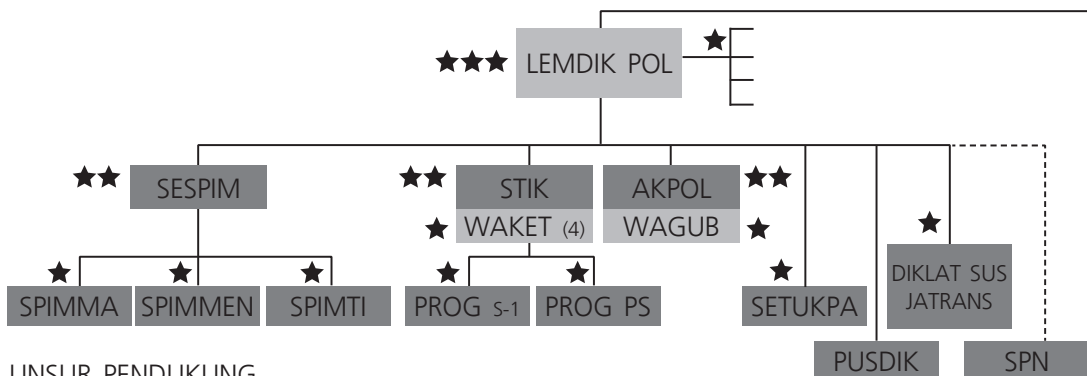 LEMDIK POL
SESPIM
STIK
AKPOL
WAKET (4)
WAGUB
SPIMMA
SPIMMEN
SPIMTI
PROG S-1
PROG PS
SETUKPA
DIKLAT SUS
JATRANS
PUSDIK
SPN
UNSUR PENDUKUNG